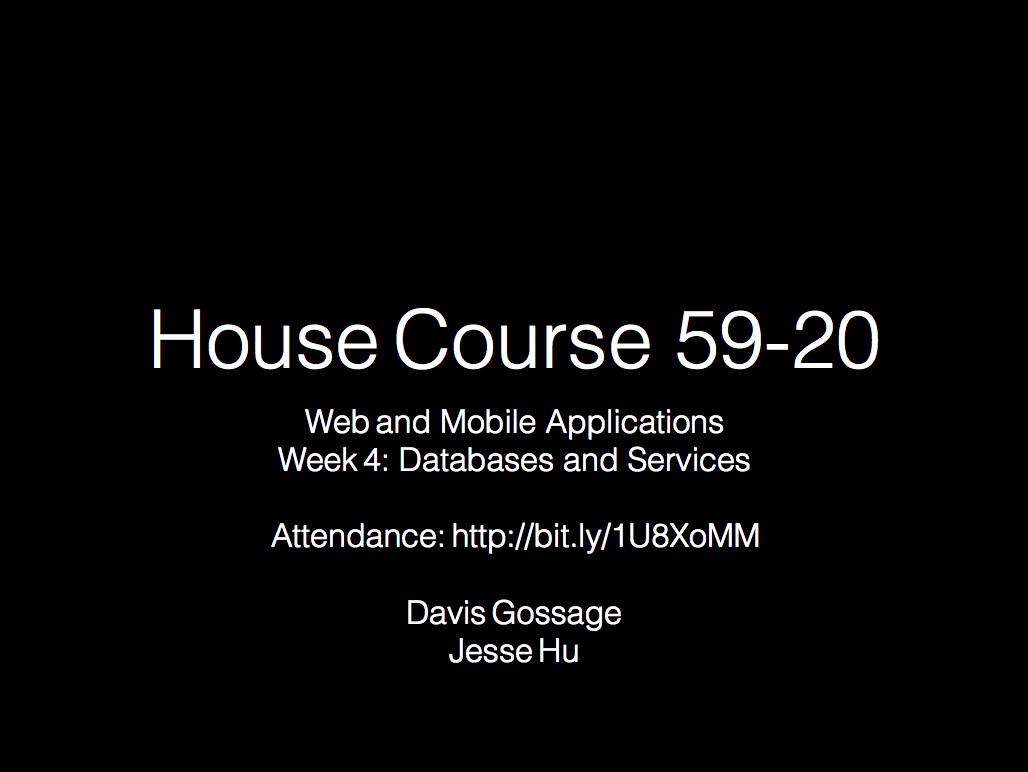 House Course 59-20
Web and Mobile Applications
Week 4: Databases and Services
Attendance: http://bit.ly/1U8XoMM
Davis Gossage
Jesse Hu